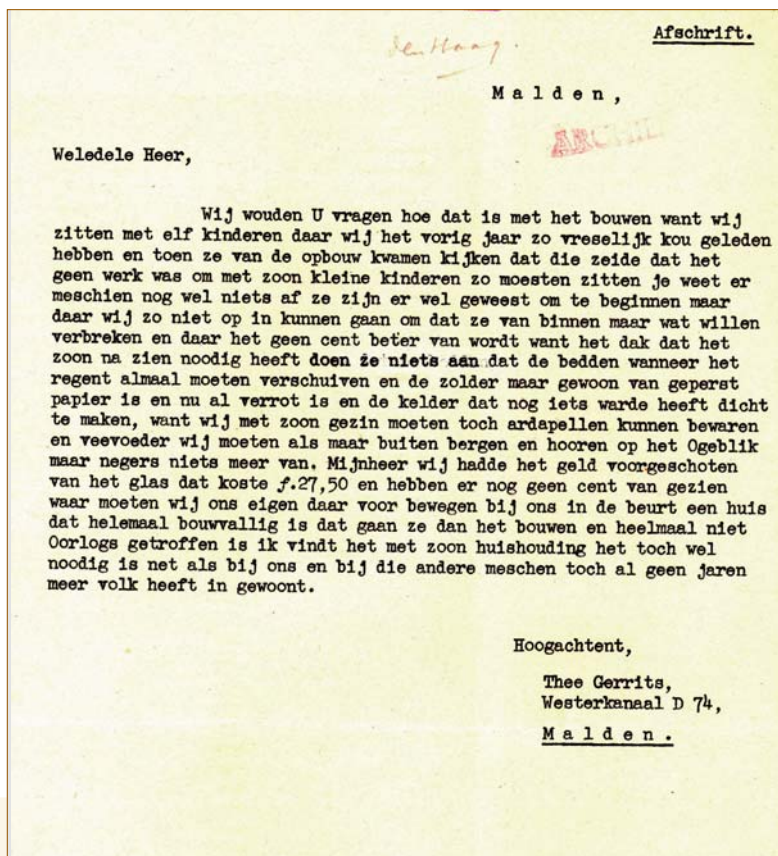 Afschrift.
den Haag.
M a l d e n ,
ARCHIE
Weledele Heer,
Wij wouden U vragen hoe dat is met het bouwen want wij
zitten met elf kinderen daar wij het vorig jaar zo vreselijk kou geleden
hebben en toen ze van de opbouw kwamen kijken dat die zeide dat het
geen werk was om met zoon kleine kinderen zo moesten zitten je weet er
meschien nog wel niets af ze zijn er wel geweest om te beginnen maar
daar wij zo niet op in kunnen gaan om dat ze van binnen maar wat willen
verbreken en daar het geen cent beter van wordt want het dak dat het
zoon na zien noodig heeft doen ze niets aan dat de bedden wanneer het
regent almaal moeten verschuiven en de zolder maar gewoon van geperst
papier is en nu al verrot is en de kelder dat nog iets warde heeft dicht
te maken, want wij met zoon gezin moeten toch ardapellen kunnen bewaren
en veevoeder wij moeten als maar buiten bergen en hooren op het Ogeblik
maar negers niets meer van. Mijnheer wij hadde het geld voorgeschoten
van het glas dat koste ƒ.27,50 en hebben er nog geen cent van gezien
waar moeten wij ons eigen daar voor bewegen bij ons in de beurt een huis
dat helemaal bouwvallig is dat gaan ze dan het bouwen en heelmaal niet
Oorlogs getroffen is ik vindt het met zoon huishouding het toch wel
noodig is net als bij ons en bij die andere meschen toch al geen jaren
meer volk heeft in gewoont.
Hoogachtent,
Thee Gerrits,
Westerkanaal D 74,
M a l d e n .